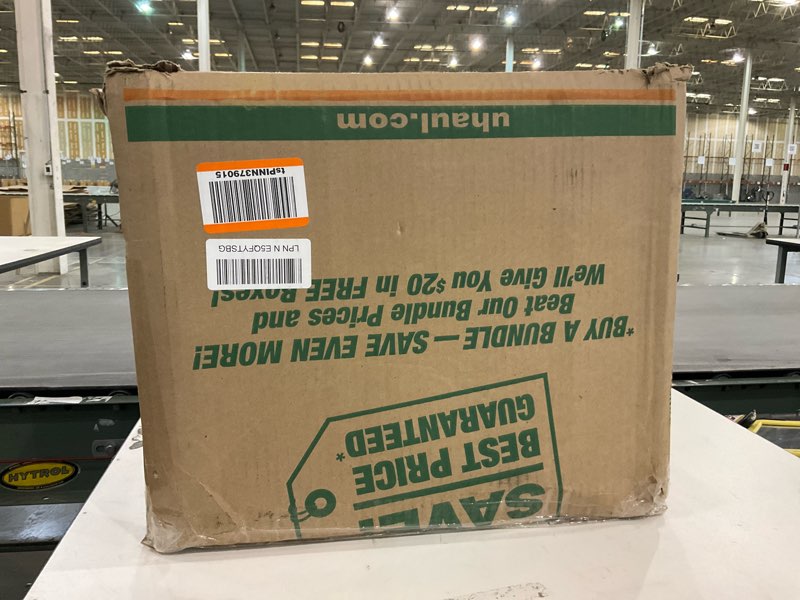 SAVE!
BEST PRICE
GUARANTEED*
*BUY A BUNDLE — SAVE EVEN MORE!
Beat Our Bundle Prices and
We'll Give You $20 in FREE Boxes!
LPN N E5QFYTSBG
tsPINN379015
uhaul.com
HYTROL